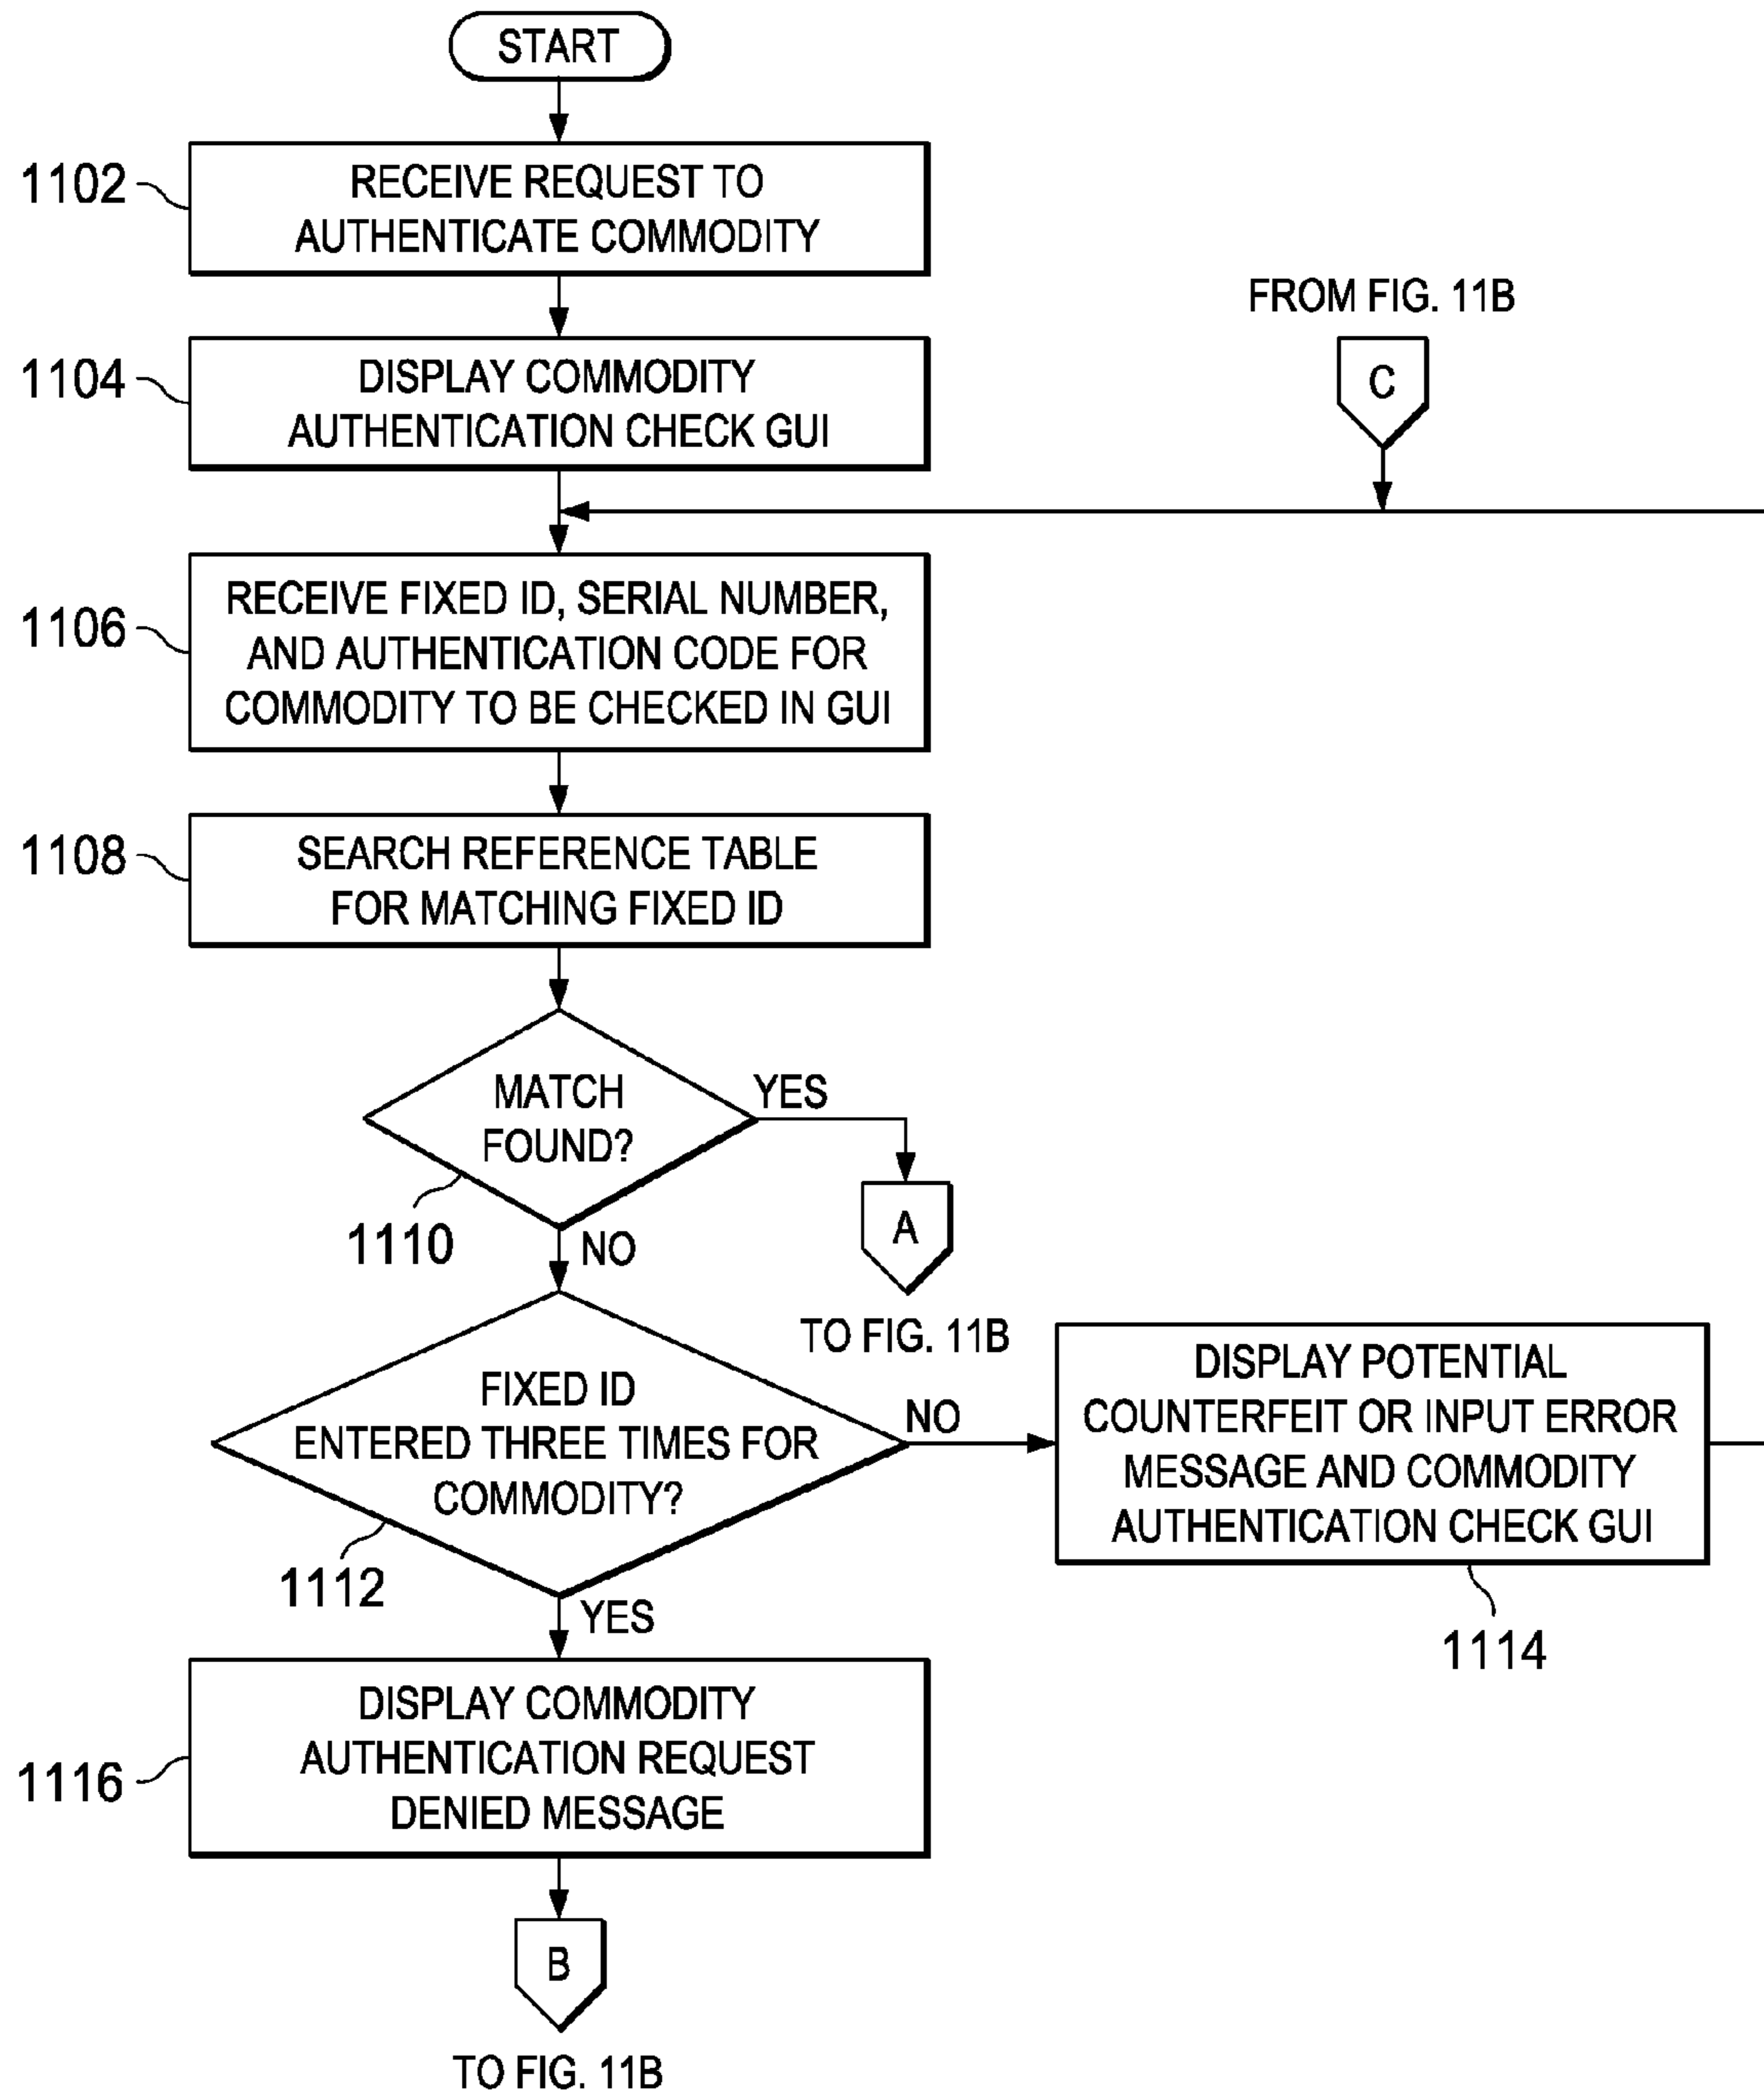 START
1102
RECEIVE REQUEST TO
AUTHENTICATE COMMODITY
FROM FIG. 11B
C
1104
DISPLAY COMMODITY
AUTHENTICATION CHECK GUI
1106
RECEIVE FIXED ID, SERIAL NUMBER,
AND AUTHENTICATION CODE FOR
COMMODITY TO BE CHECKED IN GUI
1108
SEARCH REFERENCE TABLE
FOR MATCHING FIXED ID
MATCH
FOUND?
YES
1110
NO
A
TO FIG. 11B
FIXED ID
ENTERED THREE TIMES FOR
COMMODITY?
NO
1112
YES
DISPLAY POTENTIAL
COUNTERFEIT OR INPUT ERROR
MESSAGE AND COMMODITY
AUTHENTICATION CHECK GUI
1114
1116
DISPLAY COMMODITY
AUTHENTICATION REQUEST
DENIED MESSAGE
B
TO FIG. 11B